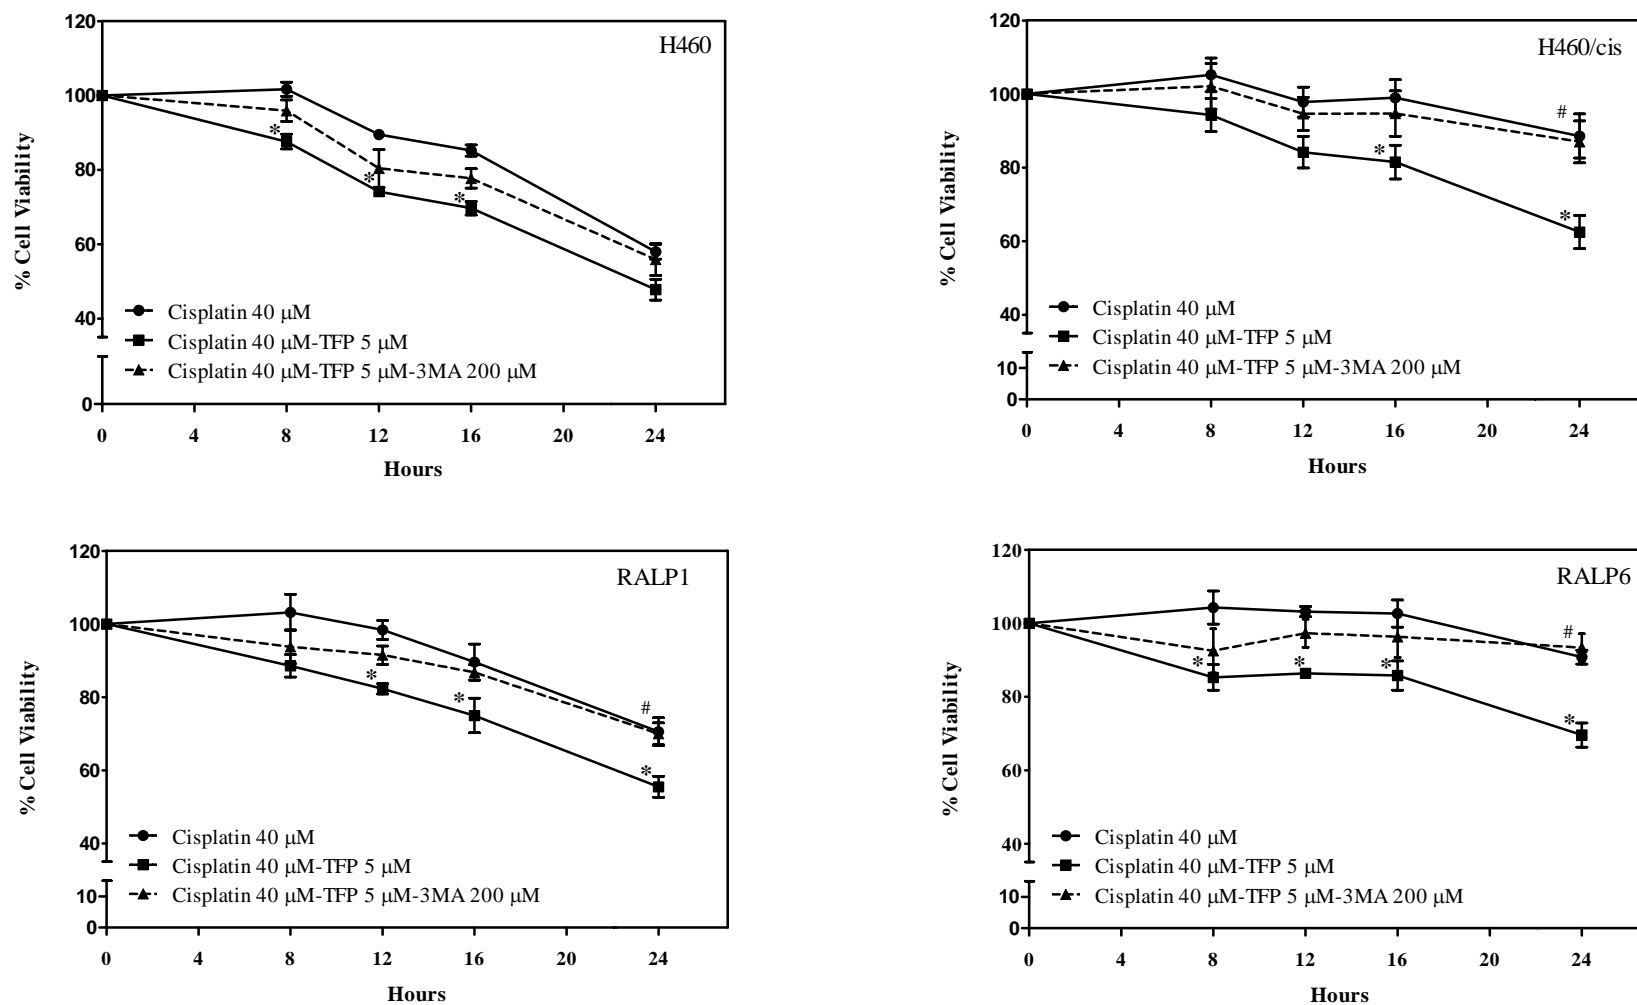 H460
% Cell Viability
120
100
80
60
40
0
*
*
*
Cisplatin 40 μM
Cisplatin 40 μM-TFP 5 μM
Cisplatin 40 μM-TFP 5 μM-3MA 200 μM
0 4 8 12 16 20 24
Hours
H460/cis
% Cell Viability
120
100
80
60
40
10
0
#
*
*
Cisplatin 40 μM
Cisplatin 40 μM-TFP 5 μM
Cisplatin 40 μM-TFP 5 μM-3MA 200 μM
0 4 8 12 16 20 24
Hours
RALP1
% Cell Viability
120
100
80
60
40
10
0
#
*
*
*
Cisplatin 40 μM
Cisplatin 40 μM-TFP 5 μM
Cisplatin 40 μM-TFP 5 μM-3MA 200 μM
0 4 8 12 16 20 24
Hours
RALP6
% Cell Viability
120
100
80
60
40
10
0
#
*
*
*
*
Cisplatin 40 μM
Cisplatin 40 μM-TFP 5 μM
Cisplatin 40 μM-TFP 5 μM-3MA 200 μM
0 4 8 12 16 20 24
Hours